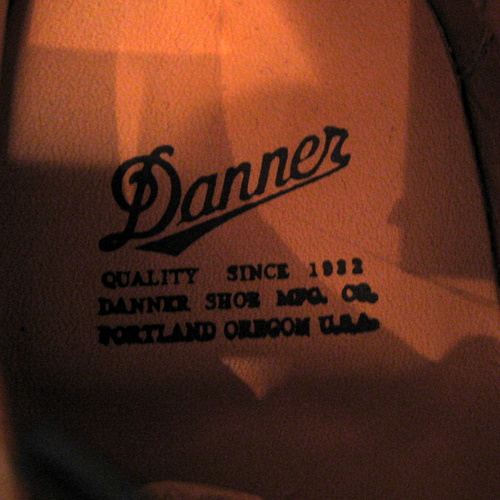 Danner
QUALITY SINCE 1932
DANNER SHOE MFG. CO.
PORTLAND OREGON U.S.A.